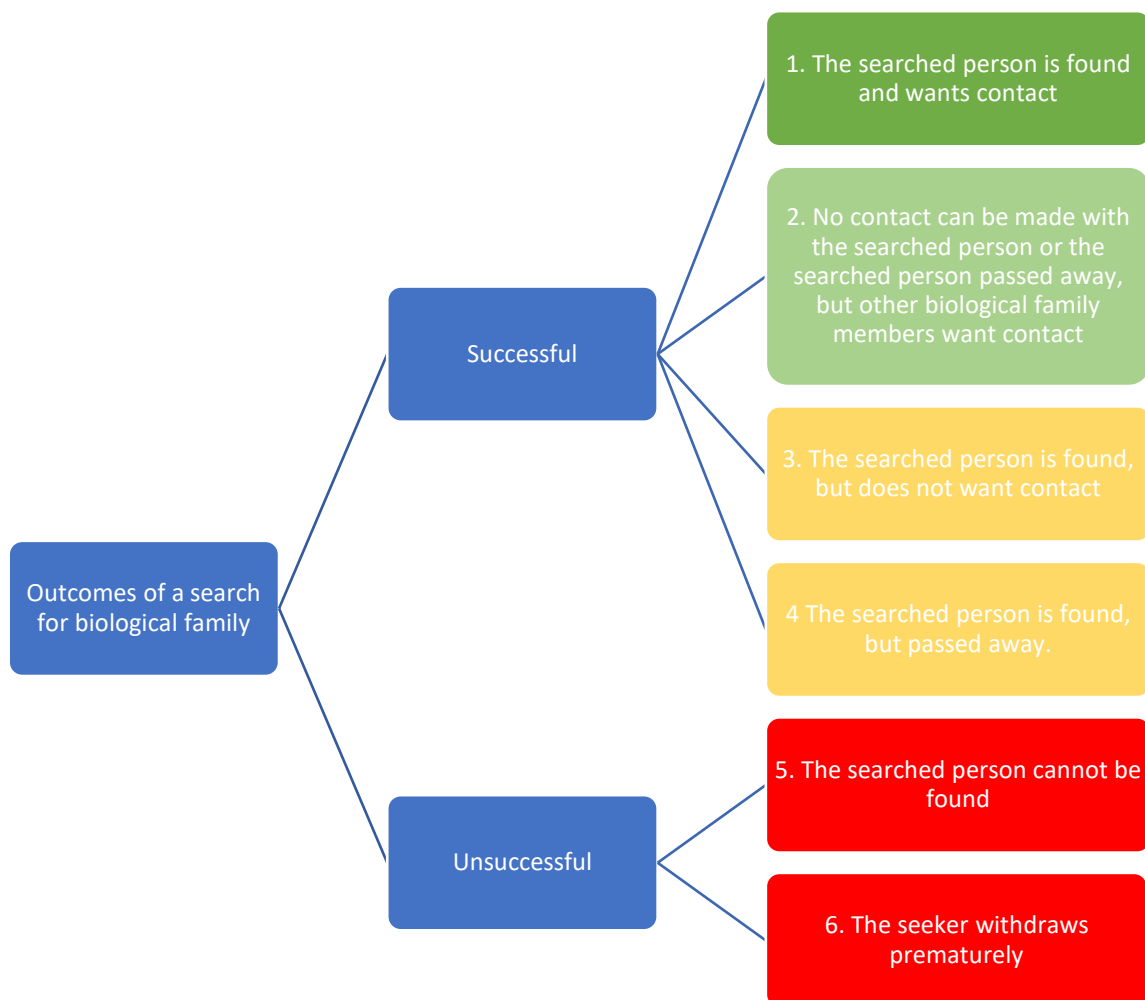 1. The searched person is found
and wants contact
2. No contact can be made with
the searched person or the
searched person passed away,
but other biological family
members want contact
Successful
3. The searched person is found,
but does not want contact
Outcomes of a search
for biological family
4 The searched person is found,
but passed away.
5. The searched person cannot be
found
Unsuccessful
6. The seeker withdraws
prematurely